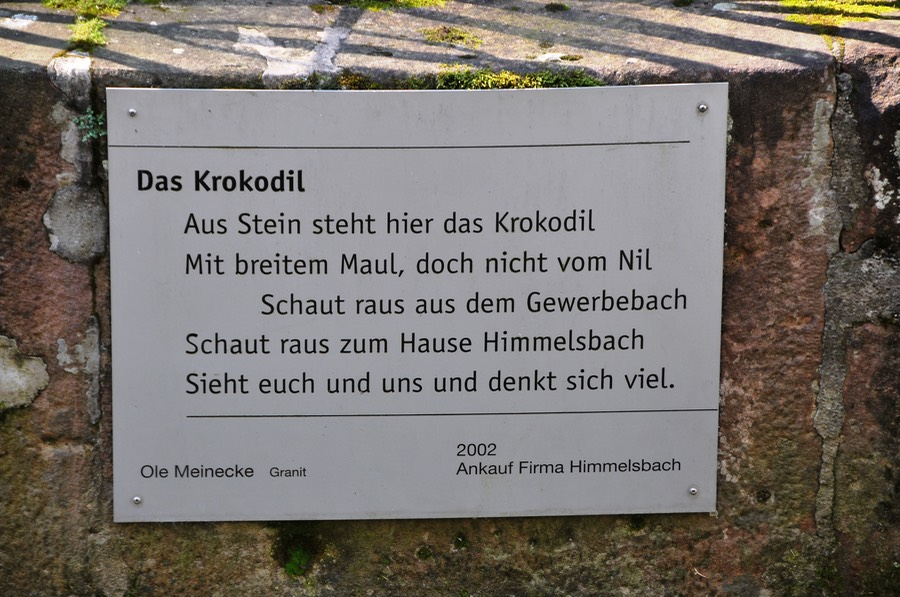 Das Krokodil
Aus Stein steht hier das Krokodil
Mit breitem Maul, doch nicht vom Nil
Schaut raus aus dem Gewerbebach
Schaut raus zum Hause Himmelsbach
Sieht euch und uns und denkt sich viel.
Ole Meinecke Granit
2002
Ankauf Firma Himmelsbach